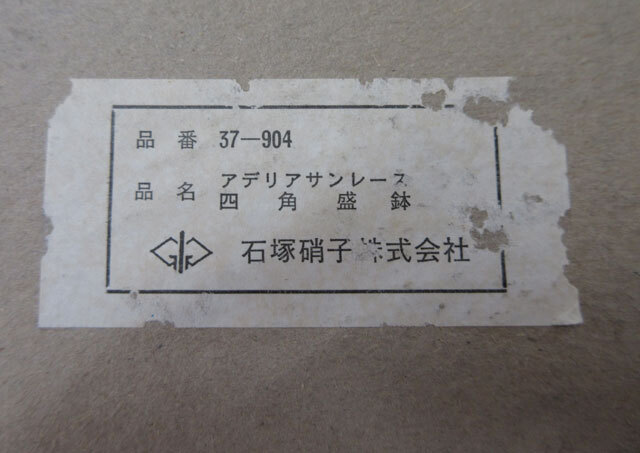 品番 37-904
品名 アデリアサンレース
四角盛鉢
石塚硝子株式会社